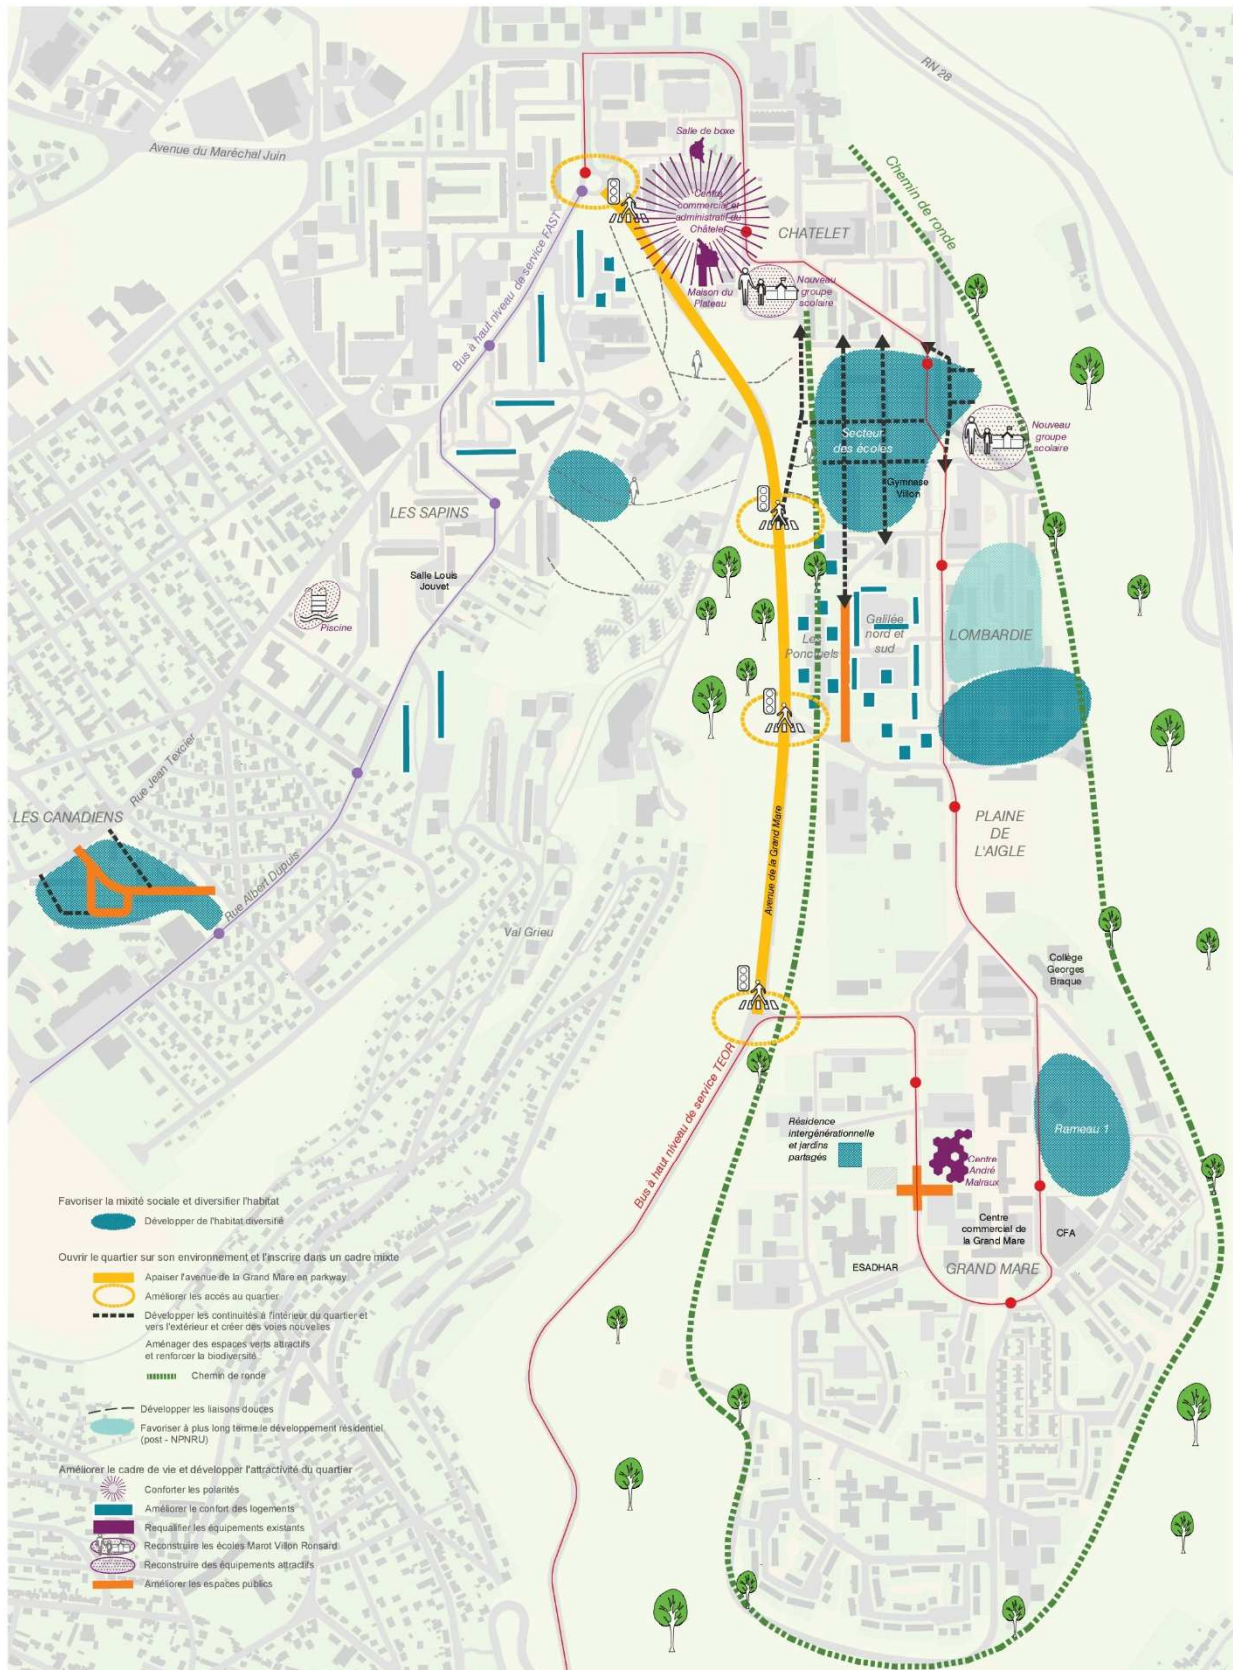 RN 28
Avenue du Maréchal Juin
Salle de boxe
Chemin de ronde
Centre
commercial et
administratif du
Châtelet
CHATELET
Bus à haut niveau de service FAST
Maison du
Plateau
Nouveau
groupe
scolaire
Nouveau
groupe
scolaire
Secteur
des écoles
Gymnase
Villon
LES SAPINS
Salle Louis
Jouvet
Piscine
Les
Poncwels
Galilée
nord et
sud
LOMBARDIE
Rue Jean Texcier
LES CANADIENS
Avenue de la Grand Mare
PLAINE
DE
L'AIGLE
Rue Albert Dupuis
Val Grieu
Collège
Georges
Braque
Bus à haut niveau de service TEOR
Résidence
intergénérationnelle
et jardins
partagés
Rameau 1
Centre
André
Malraux
Centre
commercial de
la Grand Mare
CFA
ESADHAR
GRAND MARE
Favoriser la mixité sociale et diversifier l'habitat
Développer de l'habitat diversifié
Ouvrir le quartier sur son environnement et l'inscrire dans un cadre mixte
Apaiser l'avenue de la Grand Mare en parkway
Améliorer les accès au quartier
Développer les continuités à l'intérieur du quartier et
vers l'extérieur et créer des voies nouvelles
Aménager des espaces verts attractifs
et renforcer la biodiversité
Chemin de ronde
Développer les liaisons douces
Favoriser à plus long terme le développement résidentiel
(post - NPNRU)
Améliorer le cadre de vie et développer l'attractivité du quartier
Conforter les polarités
Améliorer le confort des logements
Requalifier les équipements existants
Reconstruire les écoles Marot Villon Ronsard
Reconstruire des équipements attractifs
Améliorer les espaces publics